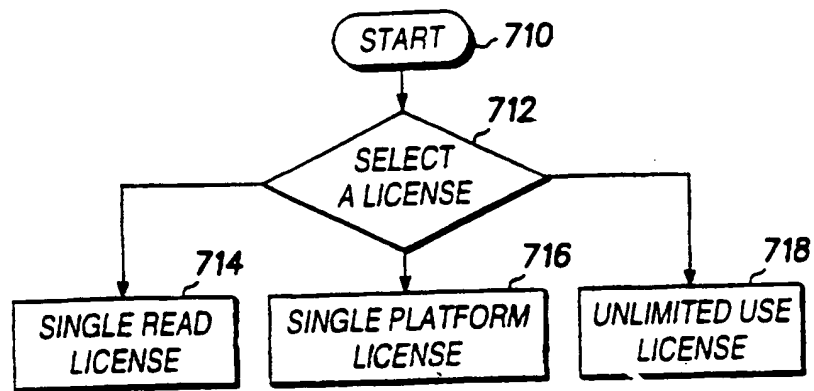 START
710
712
SELECT
A LICENSE
714
716
718
SINGLE READ
LICENSE
SINGLE PLATFORM
LICENSE
UNLIMITED USE
LICENSE